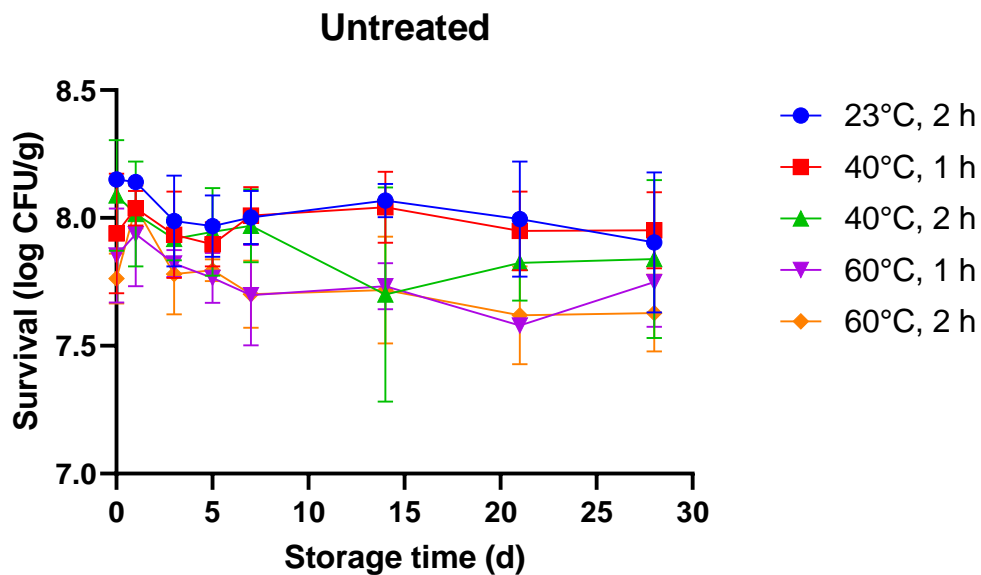 Untreated
Survival (log CFU/g)
8.5
8.0
7.5
7.0
0
5
10
15
20
25
30
Storage time (d)
23°C, 2 h
40°C, 1 h
40°C, 2 h
60°C, 1 h
60°C, 2 h